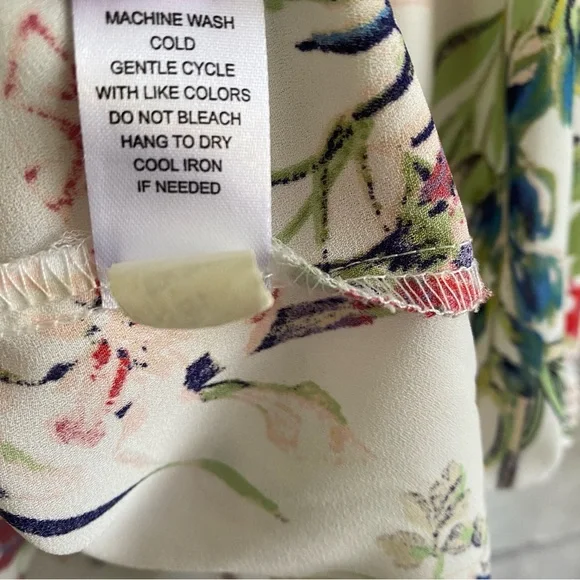 MACHINE WASH
COLD
GENTLE CYCLE
WITH LIKE COLORS
DO NOT BLEACH
HANG TO DRY
COOL IRON
IF NEEDED